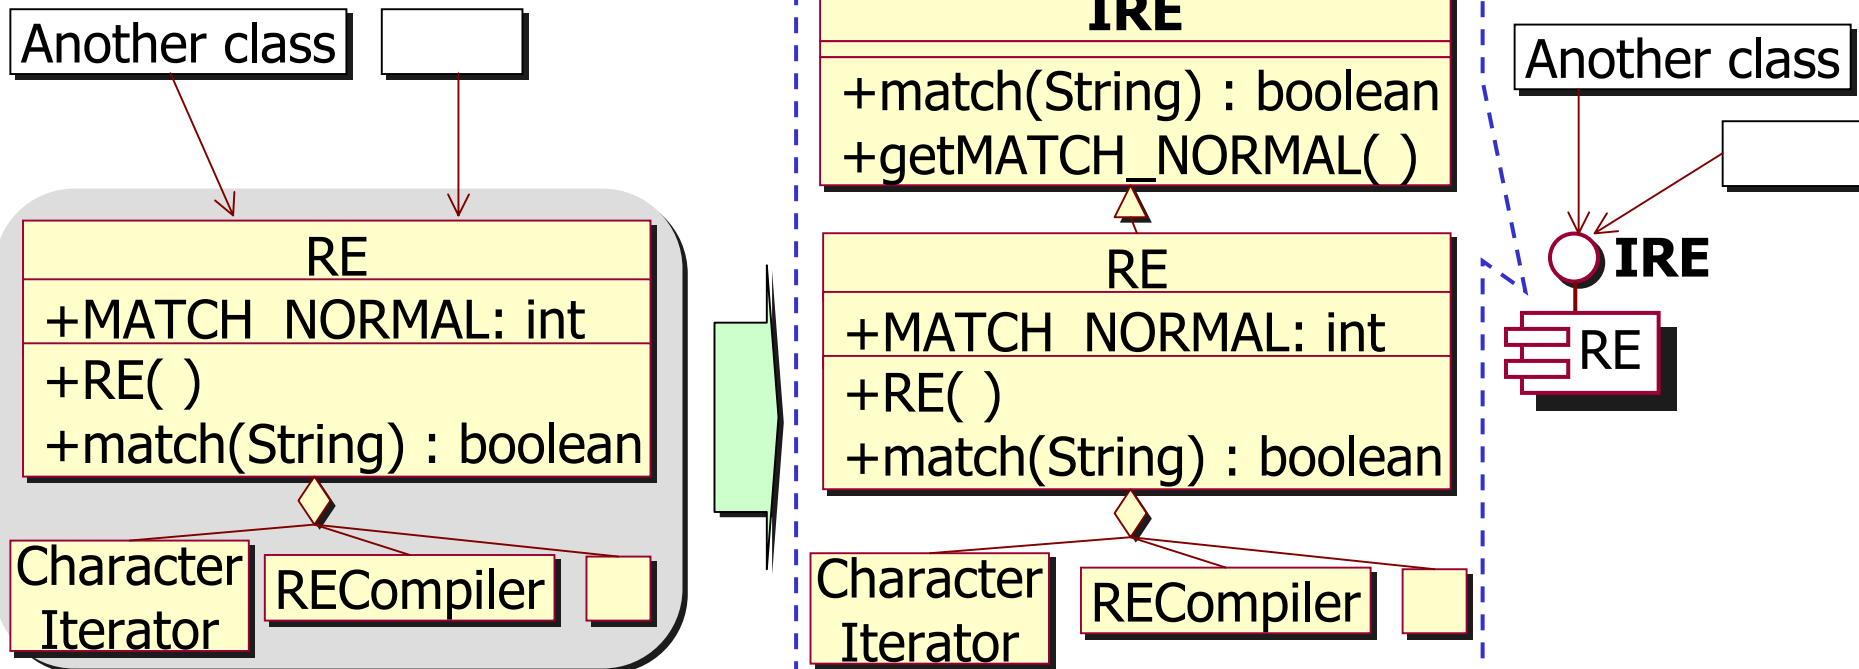 Another class
RE
+MATCH_NORMAL: int
+RE( )
+match(String) : boolean
Character
Iterator
RECompiler
IRE
+match(String) : boolean
+getMATCH_NORMAL( )
RE
+MATCH_NORMAL: int
+RE( )
+match(String) : boolean
Character
Iterator
RECompiler
Another class
IRE
RE